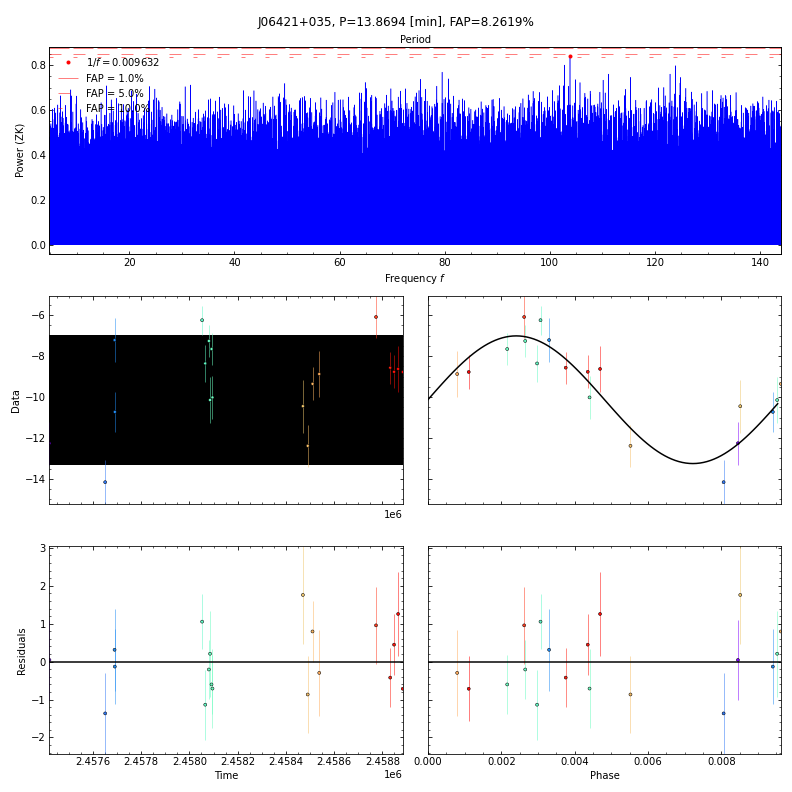 J06421+035, P=13.8694 [min], FAP=8.2619%
Period
Power (ZK)
0.8
0.6
0.4
0.2
0.0
1/f = 0.009632
FAP = 1.0%
FAP = 5.0%
FAP = 10.0%
20 40 60 80 100 120 140
Frequency f
Data
−6
−8
−10
−12
−14
1e6
Residuals
3
2
1
0
−1
−2
2.4576 2.4578 2.4580 2.4582 2.4584 2.4586 2.4588
Time
1e6
0.000 0.002 0.004 0.006 0.008
Phase